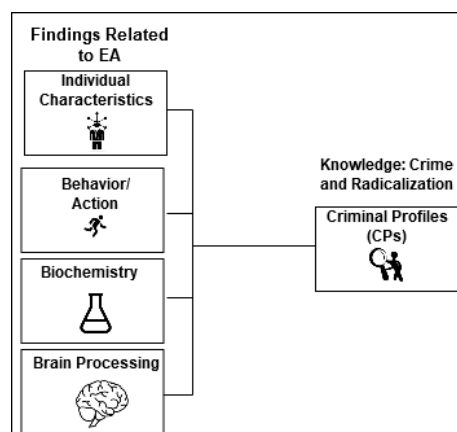 Findings Related
to EA
Individual
Characteristics
Behavior/
Action
Biochemistry
Brain Processing
Knowledge: Crime
and Radicalization
Criminal Profiles
(CPs)